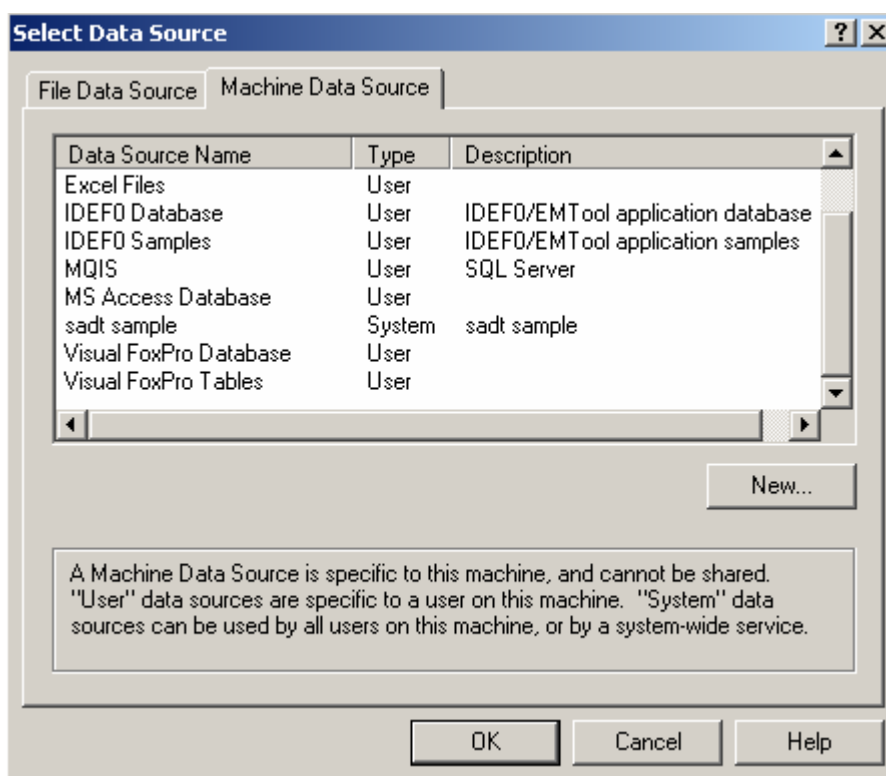 Select Data Source
File Data Source Machine Data Source
Data Source Name Type Description
Excel Files User
IDEF0 Database User IDEF0/EMTool application database
IDEF0 Samples User IDEF0/EMTool application samples
MQIS User SQL Server
MS Access Database User
sadt sample System sadt sample
Visual FoxPro Database User
Visual FoxPro Tables User
New...
A Machine Data Source is specific to this machine, and cannot be shared.
"User" data sources are specific to a user on this machine. "System" data
sources can be used by all users on this machine, or by a system-wide service.
OK Cancel Help